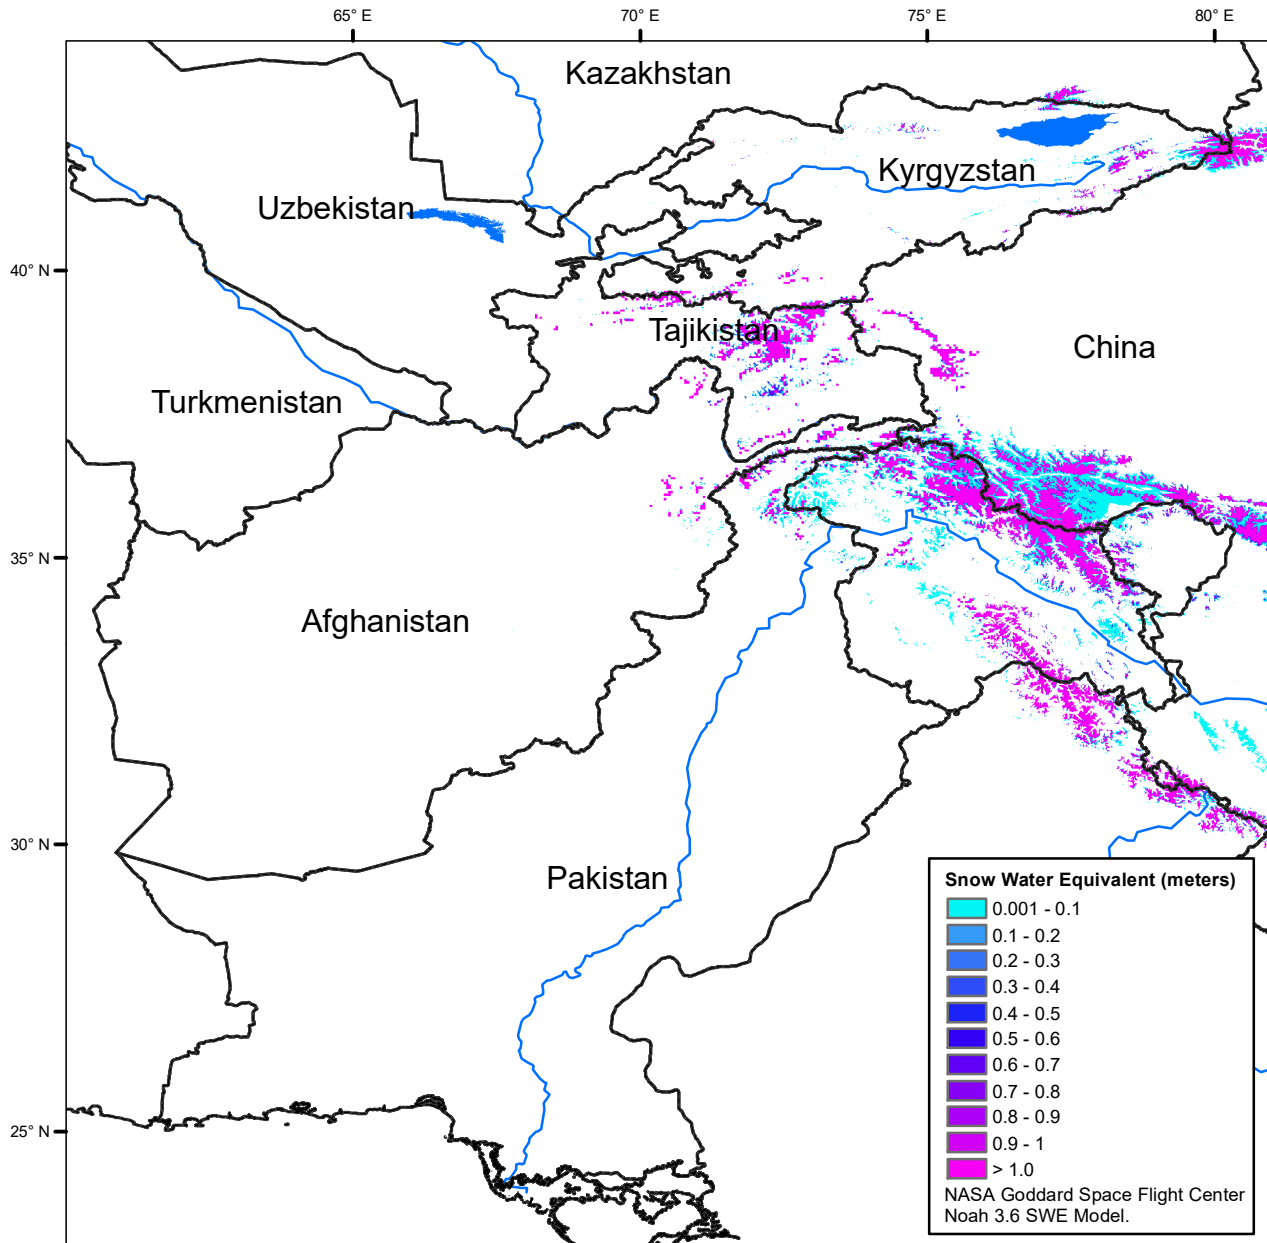 65° E
70° E
75° E
80° E
Kazakhstan
Kyrgyzstan
Uzbekistan
40° N
Tajikistan
China
Turkmenistan
35° N
Afghanistan
30° N
Pakistan
25° N
Snow Water Equivalent (meters)
0.001 - 0.1
0.1 - 0.2
0.2 - 0.3
0.3 - 0.4
0.4 - 0.5
0.5 - 0.6
0.6 - 0.7
0.7 - 0.8
0.8 - 0.9
0.9 - 1
> 1.0
NASA Goddard Space Flight Center
Noah 3.6 SWE Model.